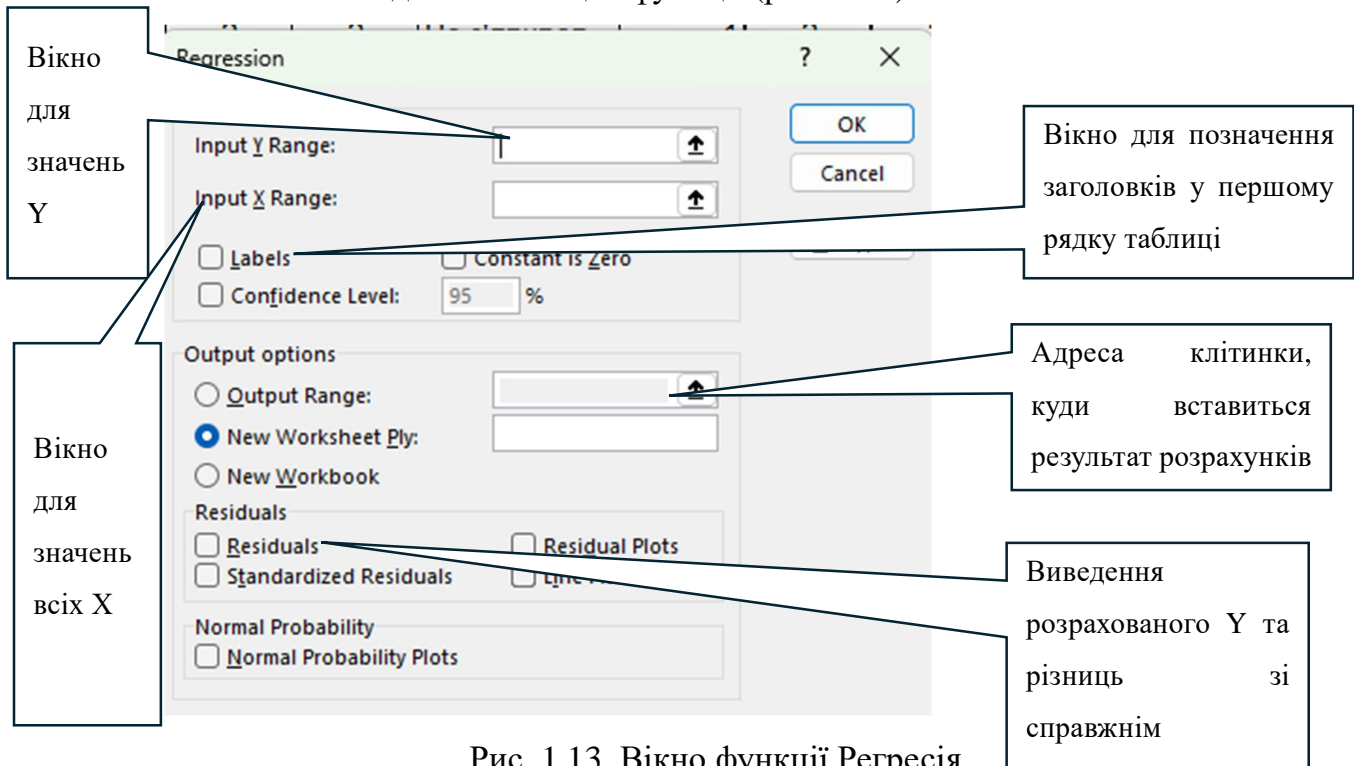 Вікно
для
значень
Y
Regression
?
Input Y Range:
Input X Range:
Labels
Constant is Zero
Confidence Level:
95
%
OK
Cancel
Вікно для позначення
заголовків у першому
рядку таблиці
Output options
Output Range:
New Worksheet Ply:
New Workbook
Адреса клітинки,
куди вставиться
результат розрахунків
Вікно
для
значень
всіх X
Residuals
Residuals
Residual Plots
Standardized Residuals
Normal Probability
Normal Probability Plots
Виведення
розрахованого Y та
різниць зі
справжнім
Рис. 1.13. Вікно функції Регресія